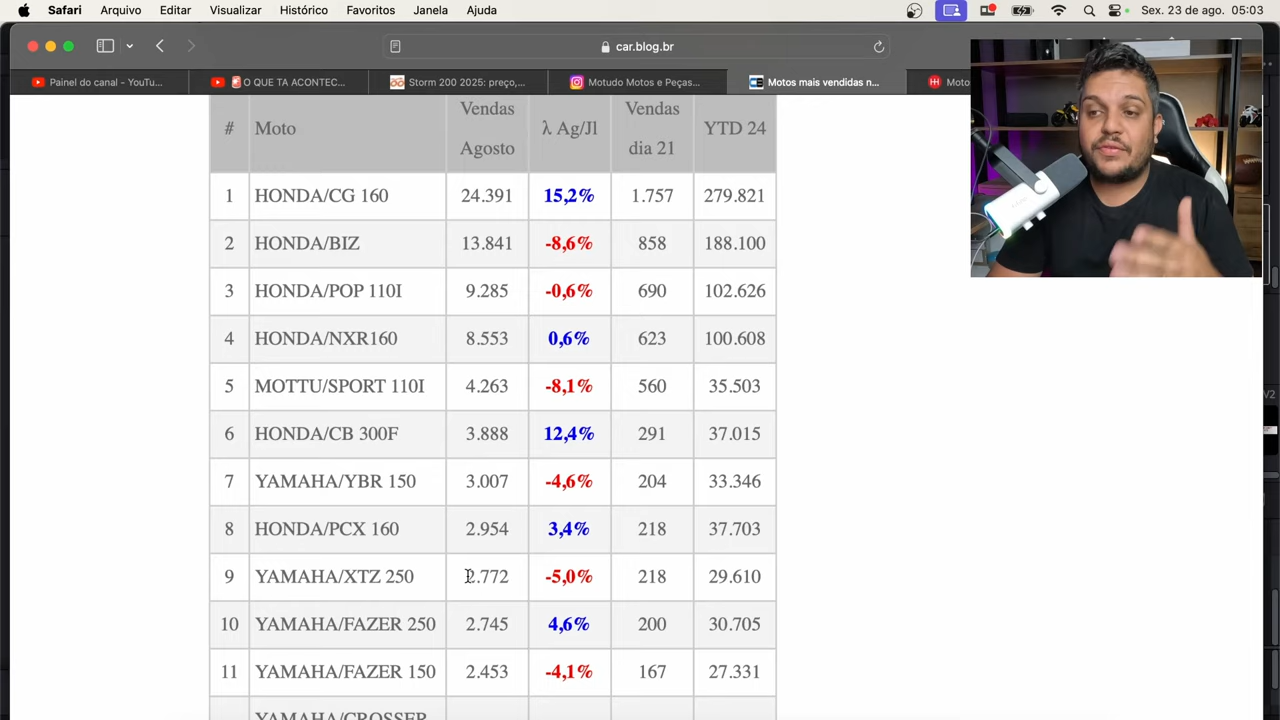 Safari Arquivo Editar Visualizar Histórico Favoritos Janela Ajuda Sex. 23 de ago. 05:03
car.blog.br
Painel do canal - YouTu... O QUE TA ACONTEC... Storm 200 2025: preço,... Motudo Motos e Peças... Motos mais vendidas n... Moto
# Moto Vendas Agosto λ Ag/Jl Vendas dia 21 YTD 24
1 HONDA/CG 160 24.391 15,2% 1.757 279.821
2 HONDA/BIZ 13.841 -8,6% 858 188.100
3 HONDA/POP 110I 9.285 -0,6% 690 102.626
4 HONDA/NXR160 8.553 0,6% 623 100.608
5 MOTTU/SPORT 110I 4.263 -8,1% 560 35.503
6 HONDA/CB 300F 3.888 12,4% 291 37.015
7 YAMAHA/YBR 150 3.007 -4,6% 204 33.346
8 HONDA/PCX 160 2.954 3,4% 218 37.703
9 YAMAHA/XTZ 250 2.772 -5,0% 218 29.610
10 YAMAHA/FAZER 250 2.745 4,6% 200 30.705
11 YAMAHA/FAZER 150 2.453 -4,1% 167 27.331
YAMAHA/CROSSER
V2